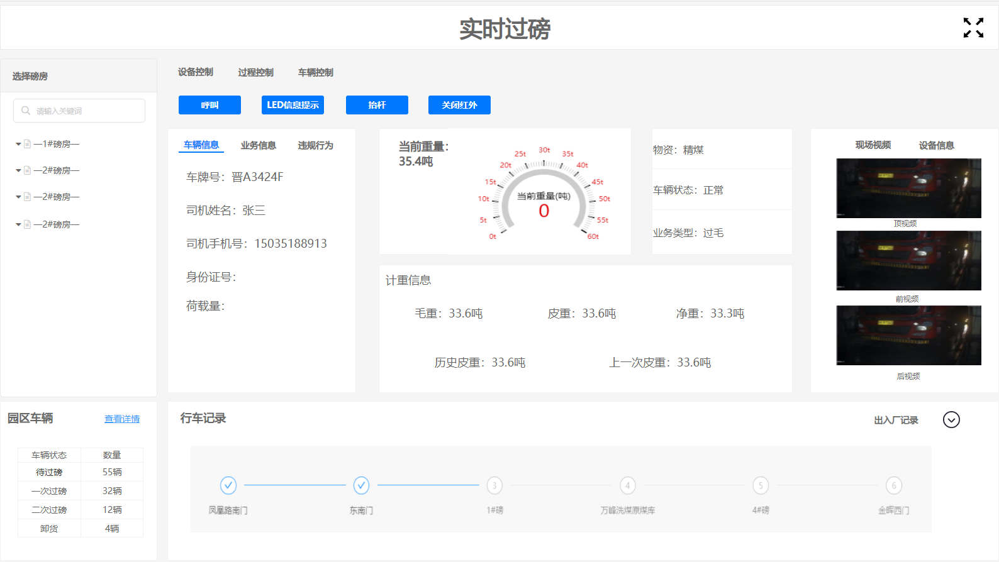 实时过磅
选择磅房
请输入关键词
—1#磅房—
—2#磅房—
—2#磅房—
—2#磅房—
设备控制
过程控制
车辆控制
呼叫
LED信息提示
抬杆
关闭红外
车辆信息
业务信息
违规行为
车牌号：晋A3424F
司机姓名：张三
司机手机号：15035188913
身份证号：
荷载量：
当前重量：
35.4吨
0t
5t
10t
15t
20t
25t
30t
35t
40t
45t
50t
55t
60t
当前重量(吨)
0
物资：精煤
车辆状态：正常
业务类型：过毛
计重信息
毛重：33.6吨
皮重：33.6吨
净重：33.3吨
历史皮重：33.6吨
上一次皮重：33.6吨
现场视频
设备信息
顶视频
前视频
后视频
园区车辆
查看详情
车辆状态 数量
待过磅 55辆
一次过磅 32辆
二次过磅 12辆
卸货 4辆
行车记录
出入厂记录
3
4
5
6
凤凰路南门
东南门
1#磅
万峰洗煤原煤库
4#磅
金晖西门